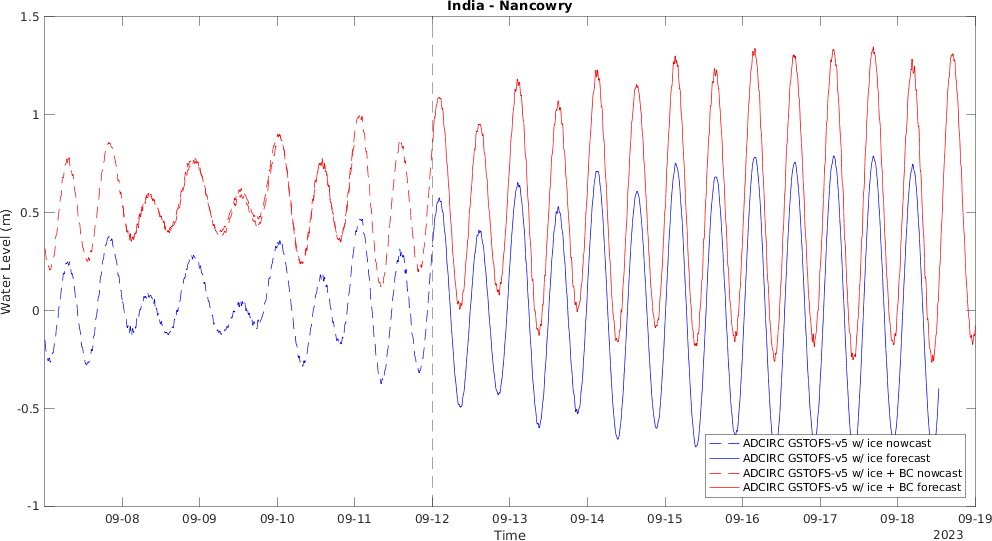 India - Nancowry
1.5
1
0.5
0
-0.5
-1
Water Level (m)
ADCIRC GSTOFS-v5 w/ ice nowcast
ADCIRC GSTOFS-v5 w/ ice forecast
ADCIRC GSTOFS-v5 w/ ice + BC nowcast
ADCIRC GSTOFS-v5 w/ ice + BC forecast
09-08 09-09 09-10 09-11 09-12 09-13 09-14 09-15 09-16 09-17 09-18 09-19
Time
2023